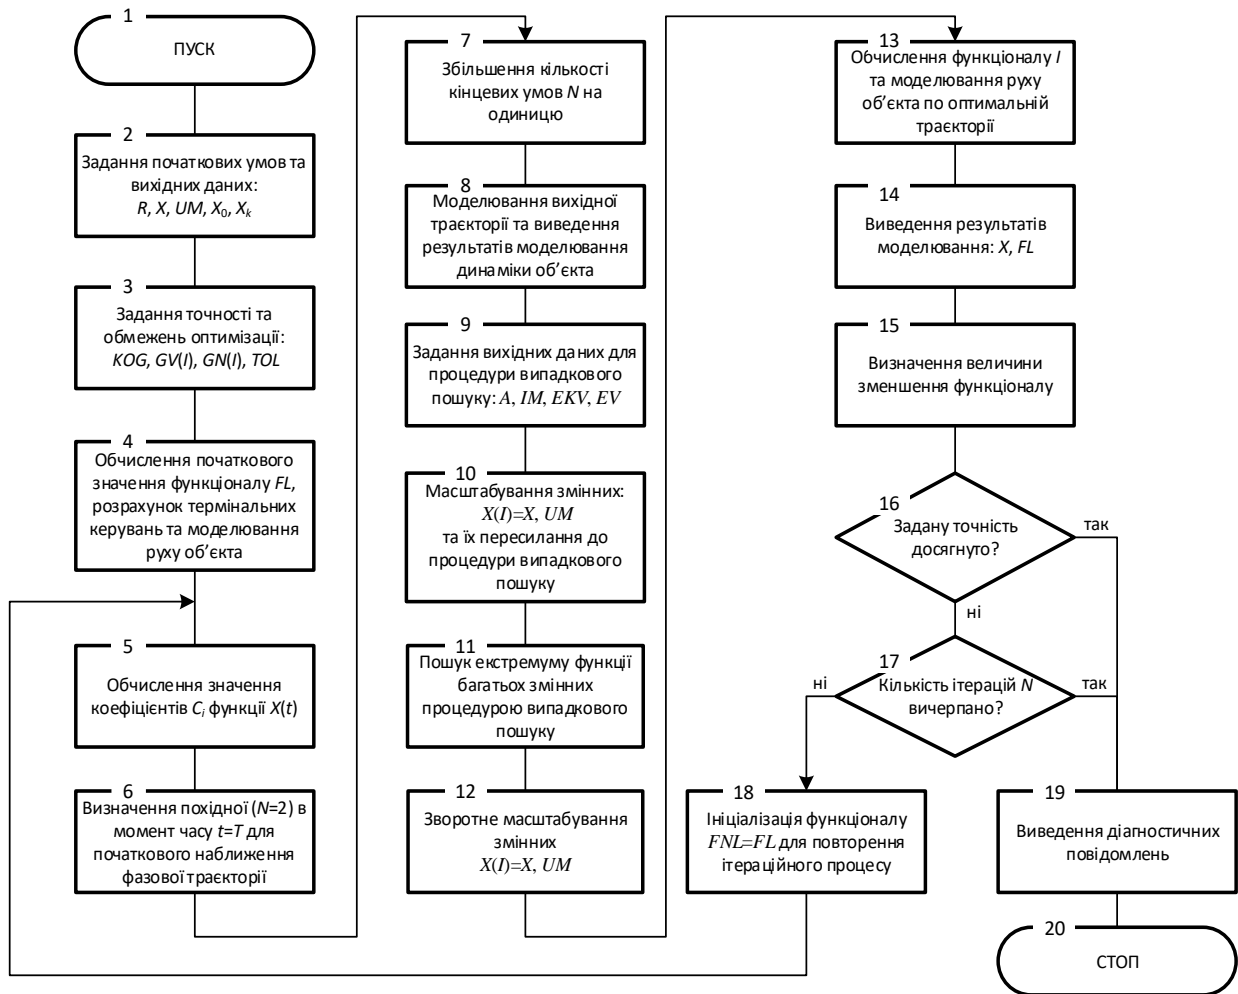 1
ПУСК
2
Задання початкових умов та
вихідних даних:
R, X, UM, X₀, Xₖ
3
Задання точності та
обмежень оптимізації:
KOG, GV(I), GN(I), TOL
4
Обчислення початкового
значення функціоналу FL,
розрахунок термінальних
керувань та моделювання
руху об’єкта
5
Обчислення значення
коефіцієнтів Cᵢ функції X(t)
6
Визначення похідної (N=2) в
момент часу t=T для
початкового наближення
фазової траєкторії
7
Збільшення кількості
кінцевих умов N на
одиницю
8
Моделювання вихідної
траєкторії та виведення
результатів моделювання
динаміки об’єкта
9
Задання вихідних даних для
процедури випадкового
пошуку: A, IM, EKV, EV
10
Масштабування змінних:
X(I)=X, UM
та їх пересилання до
процедури випадкового
пошуку
11
Пошук екстремуму функції
багатьох змінних
процедурою випадкового
пошуку
12
Зворотне масштабування
змінних
X(I)=X, UM
13
Обчислення функціоналу I
та моделювання руху
об’єкта по оптимальній
траєкторії
14
Виведення результатів
моделювання: X, FL
15
Визначення величини
зменшення функціоналу
16
Задану точність
досягнуто?
так
ні
17
Кількість ітерацій N
вичерпано?
ні
так
18
Ініціалізація функціоналу
FNL=FL для повторення
ітераційного процесу
19
Виведення діагностичних
повідомлень
20
СТОП